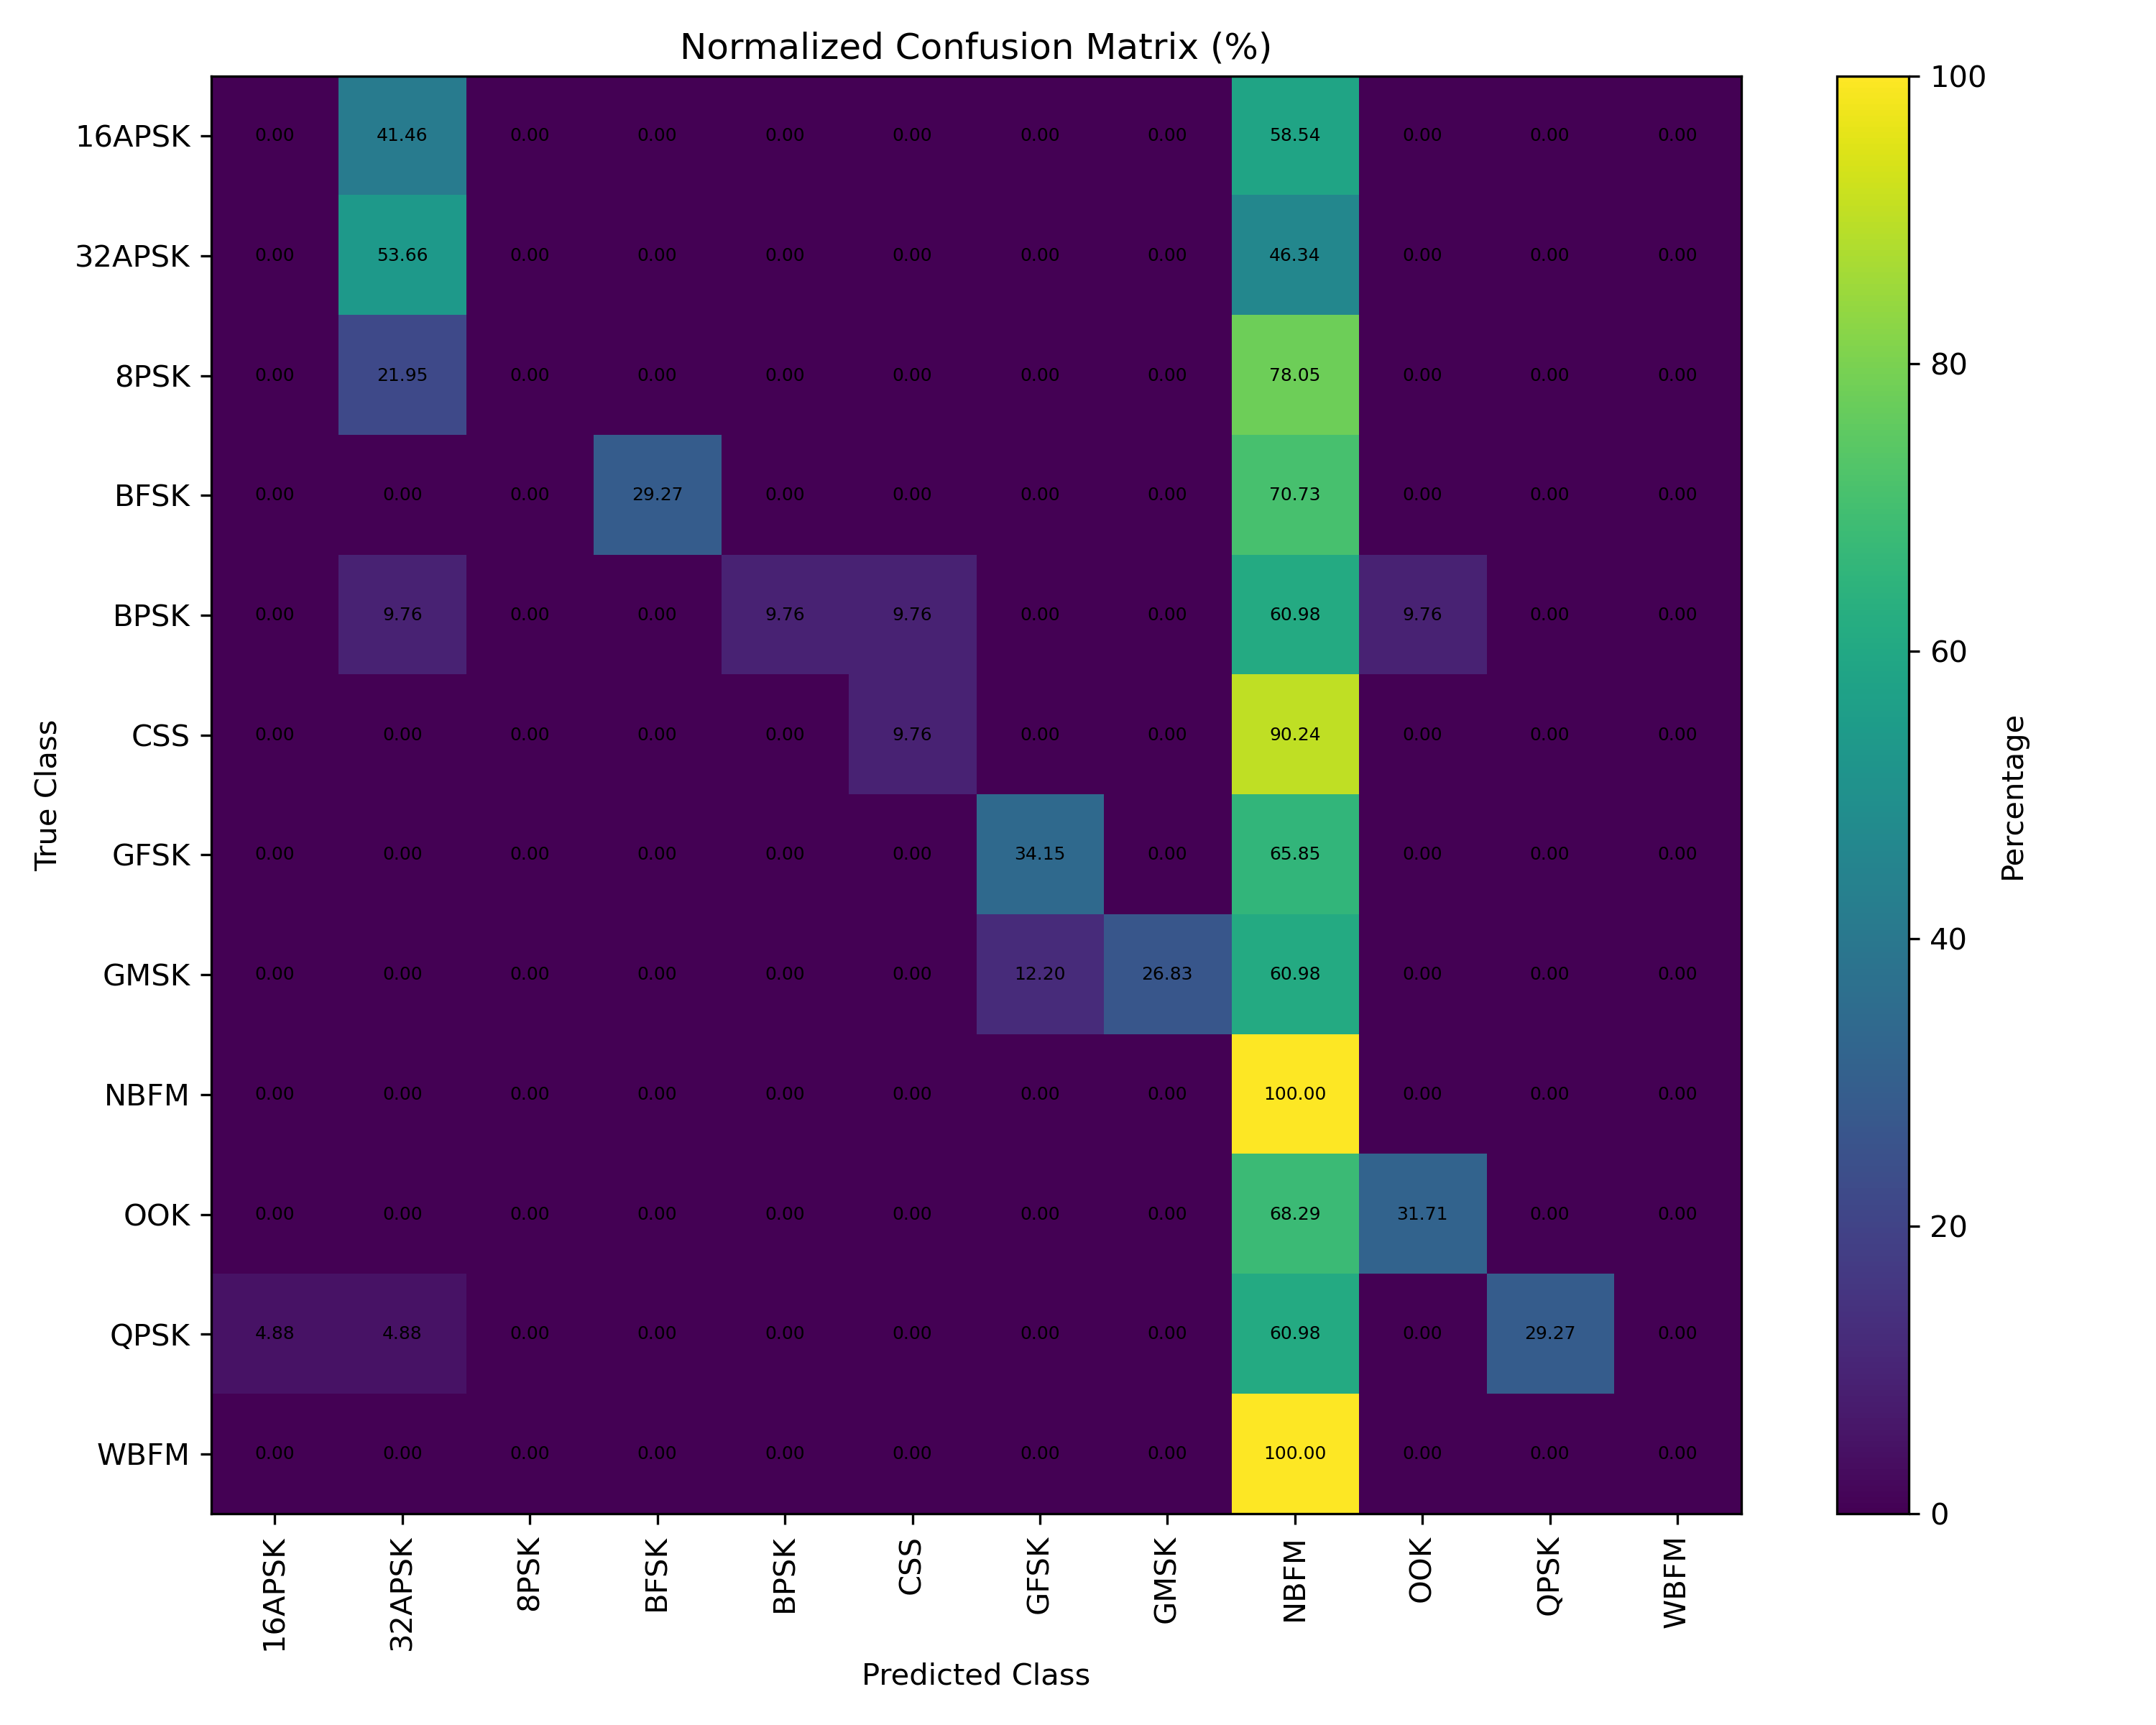 Normalized Confusion Matrix (%)
16APSK 0.00 41.46 0.00 0.00 0.00 0.00 0.00 0.00 58.54 0.00 0.00 0.00
32APSK 0.00 53.66 0.00 0.00 0.00 0.00 0.00 0.00 46.34 0.00 0.00 0.00
8PSK 0.00 21.95 0.00 0.00 0.00 0.00 0.00 0.00 78.05 0.00 0.00 0.00
BFSK 0.00 0.00 0.00 29.27 0.00 0.00 0.00 0.00 70.73 0.00 0.00 0.00
BPSK 0.00 9.76 0.00 0.00 9.76 9.76 0.00 0.00 60.98 9.76 0.00 0.00
CSS 0.00 0.00 0.00 0.00 0.00 9.76 0.00 0.00 90.24 0.00 0.00 0.00
GFSK 0.00 0.00 0.00 0.00 0.00 0.00 34.15 0.00 65.85 0.00 0.00 0.00
GMSK 0.00 0.00 0.00 0.00 0.00 0.00 12.20 26.83 60.98 0.00 0.00 0.00
NBFM 0.00 0.00 0.00 0.00 0.00 0.00 0.00 0.00 100.00 0.00 0.00 0.00
OOK 0.00 0.00 0.00 0.00 0.00 0.00 0.00 0.00 68.29 31.71 0.00 0.00
QPSK 4.88 4.88 0.00 0.00 0.00 0.00 0.00 0.00 60.98 0.00 29.27 0.00
WBFM 0.00 0.00 0.00 0.00 0.00 0.00 0.00 0.00 100.00 0.00 0.00 0.00
16APSK 32APSK 8PSK BFSK BPSK CSS GFSK GMSK NBFM OOK QPSK WBFM
Predicted Class
True Class
100
80
60
40
20
0
Percentage